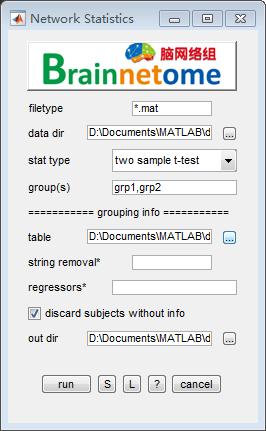 Network Statistics
脑网络组
Brainnetome
filetype *.mat
data dir D:\Documents\MATLAB\d ...
stat type two sample t-test
group(s) grp1,grp2
=========== grouping info ===========
table D:\Documents\MATLAB\d ...
string removal*
regressors*
discard subjects without info
out dir D:\Documents\MATLAB\d ...
run S L ? cancel